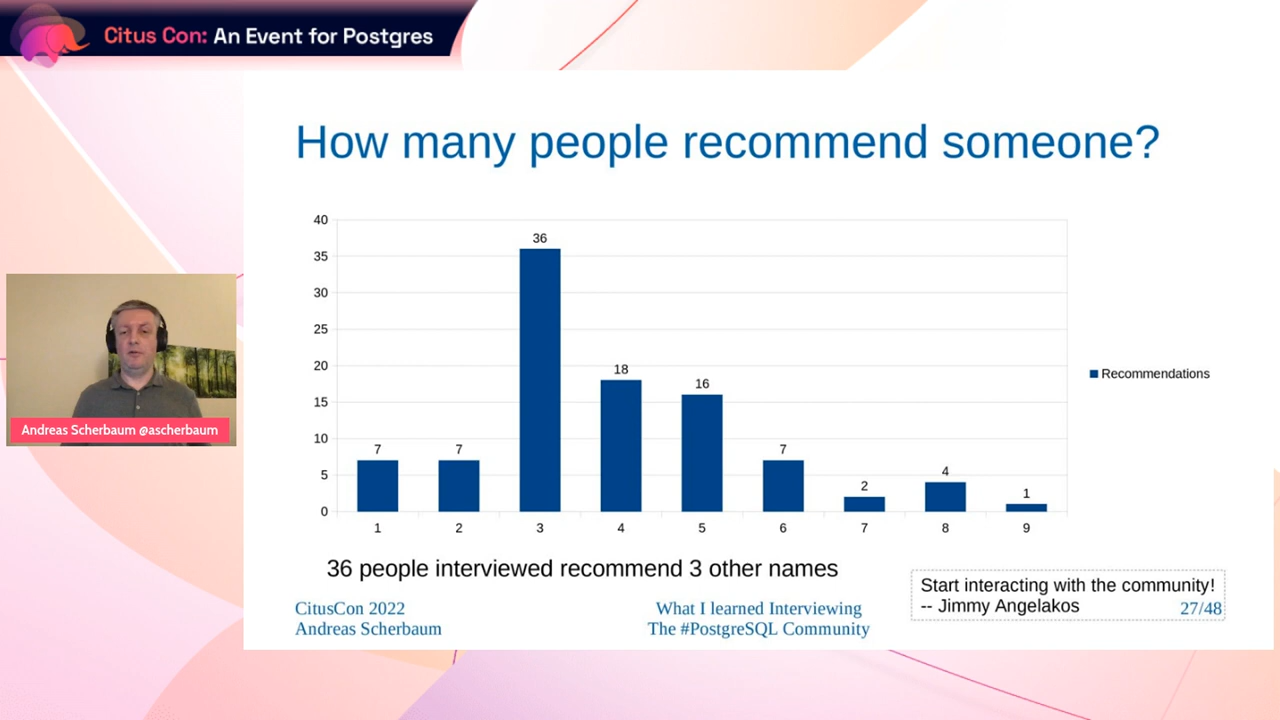 Citus Con: An Event for Postgres
How many people recommend someone?
40
35
30
25
20
15
10
5
0
7
7
36
18
16
7
2
4
1
1
2
3
4
5
6
7
8
9
Recommendations
Andreas Scherbaum @ascherbaum
36 people interviewed recommend 3 other names
CitusCon 2022
Andreas Scherbaum
What I learned Interviewing
The #PostgreSQL Community
Start interacting with the community!
-- Jimmy Angelakos
27/48